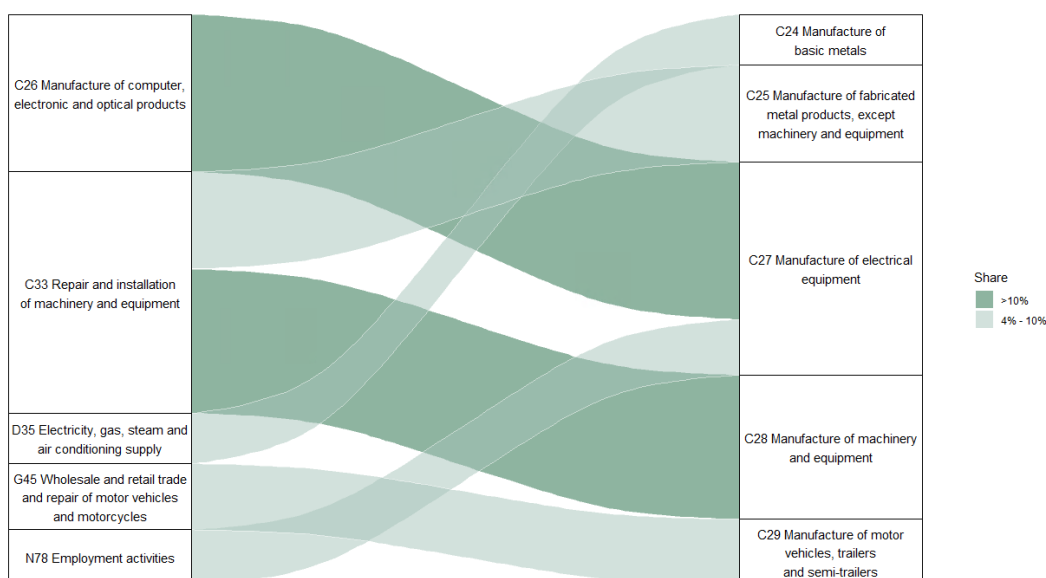 C26 Manufacture of computer,
electronic and optical products
C33 Repair and installation
of machinery and equipment
D35 Electricity, gas, steam and
air conditioning supply
G45 Wholesale and retail trade
and repair of motor vehicles
and motorcycles
N78 Employment activities
C24 Manufacture of
basic metals
C25 Manufacture of fabricated
metal products, except
machinery and equipment
C27 Manufacture of electrical
equipment
C28 Manufacture of machinery
and equipment
C29 Manufacture of motor
vehicles, trailers
and semi-trailers
Share
>10%
4% - 10%